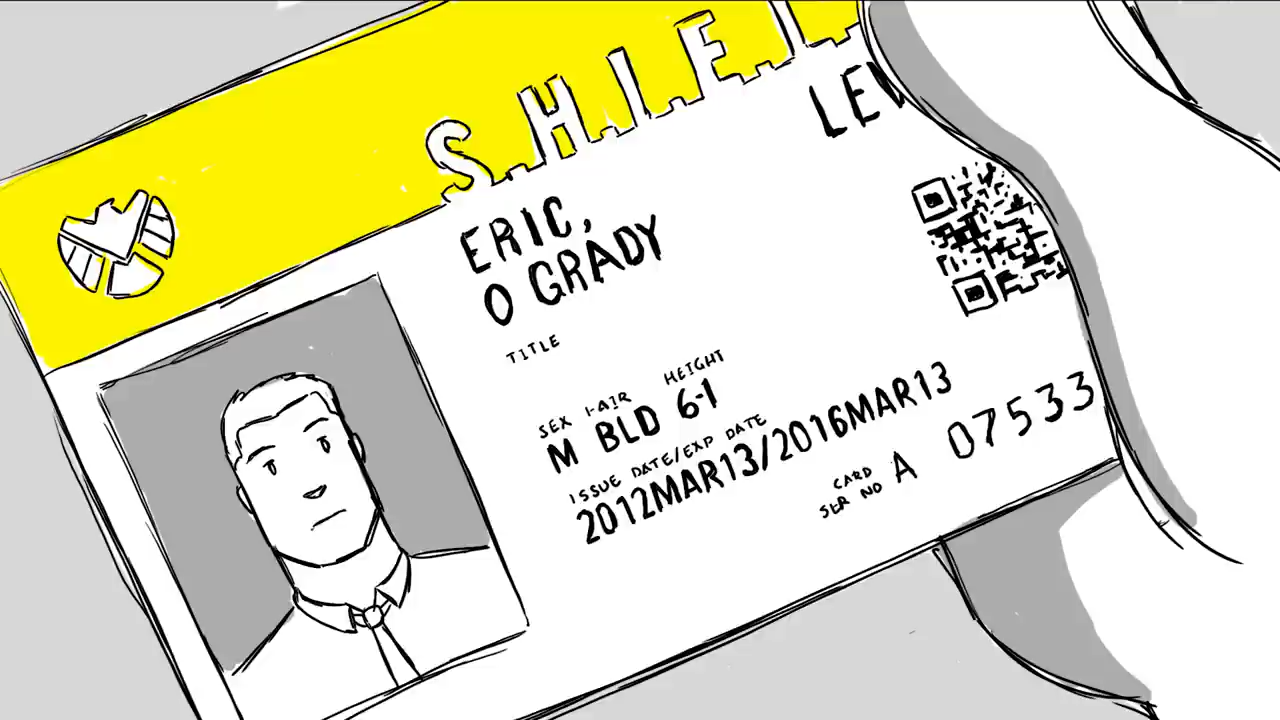 S.H.I.E.L.
LEV
ERIC,
O GRADY
TITLE
SEX HAIR HEIGHT
M BLD 6-1
ISSUE DATE/EXP DATE
2012MAR13/2016MAR13
CARD
SER NO A 07533